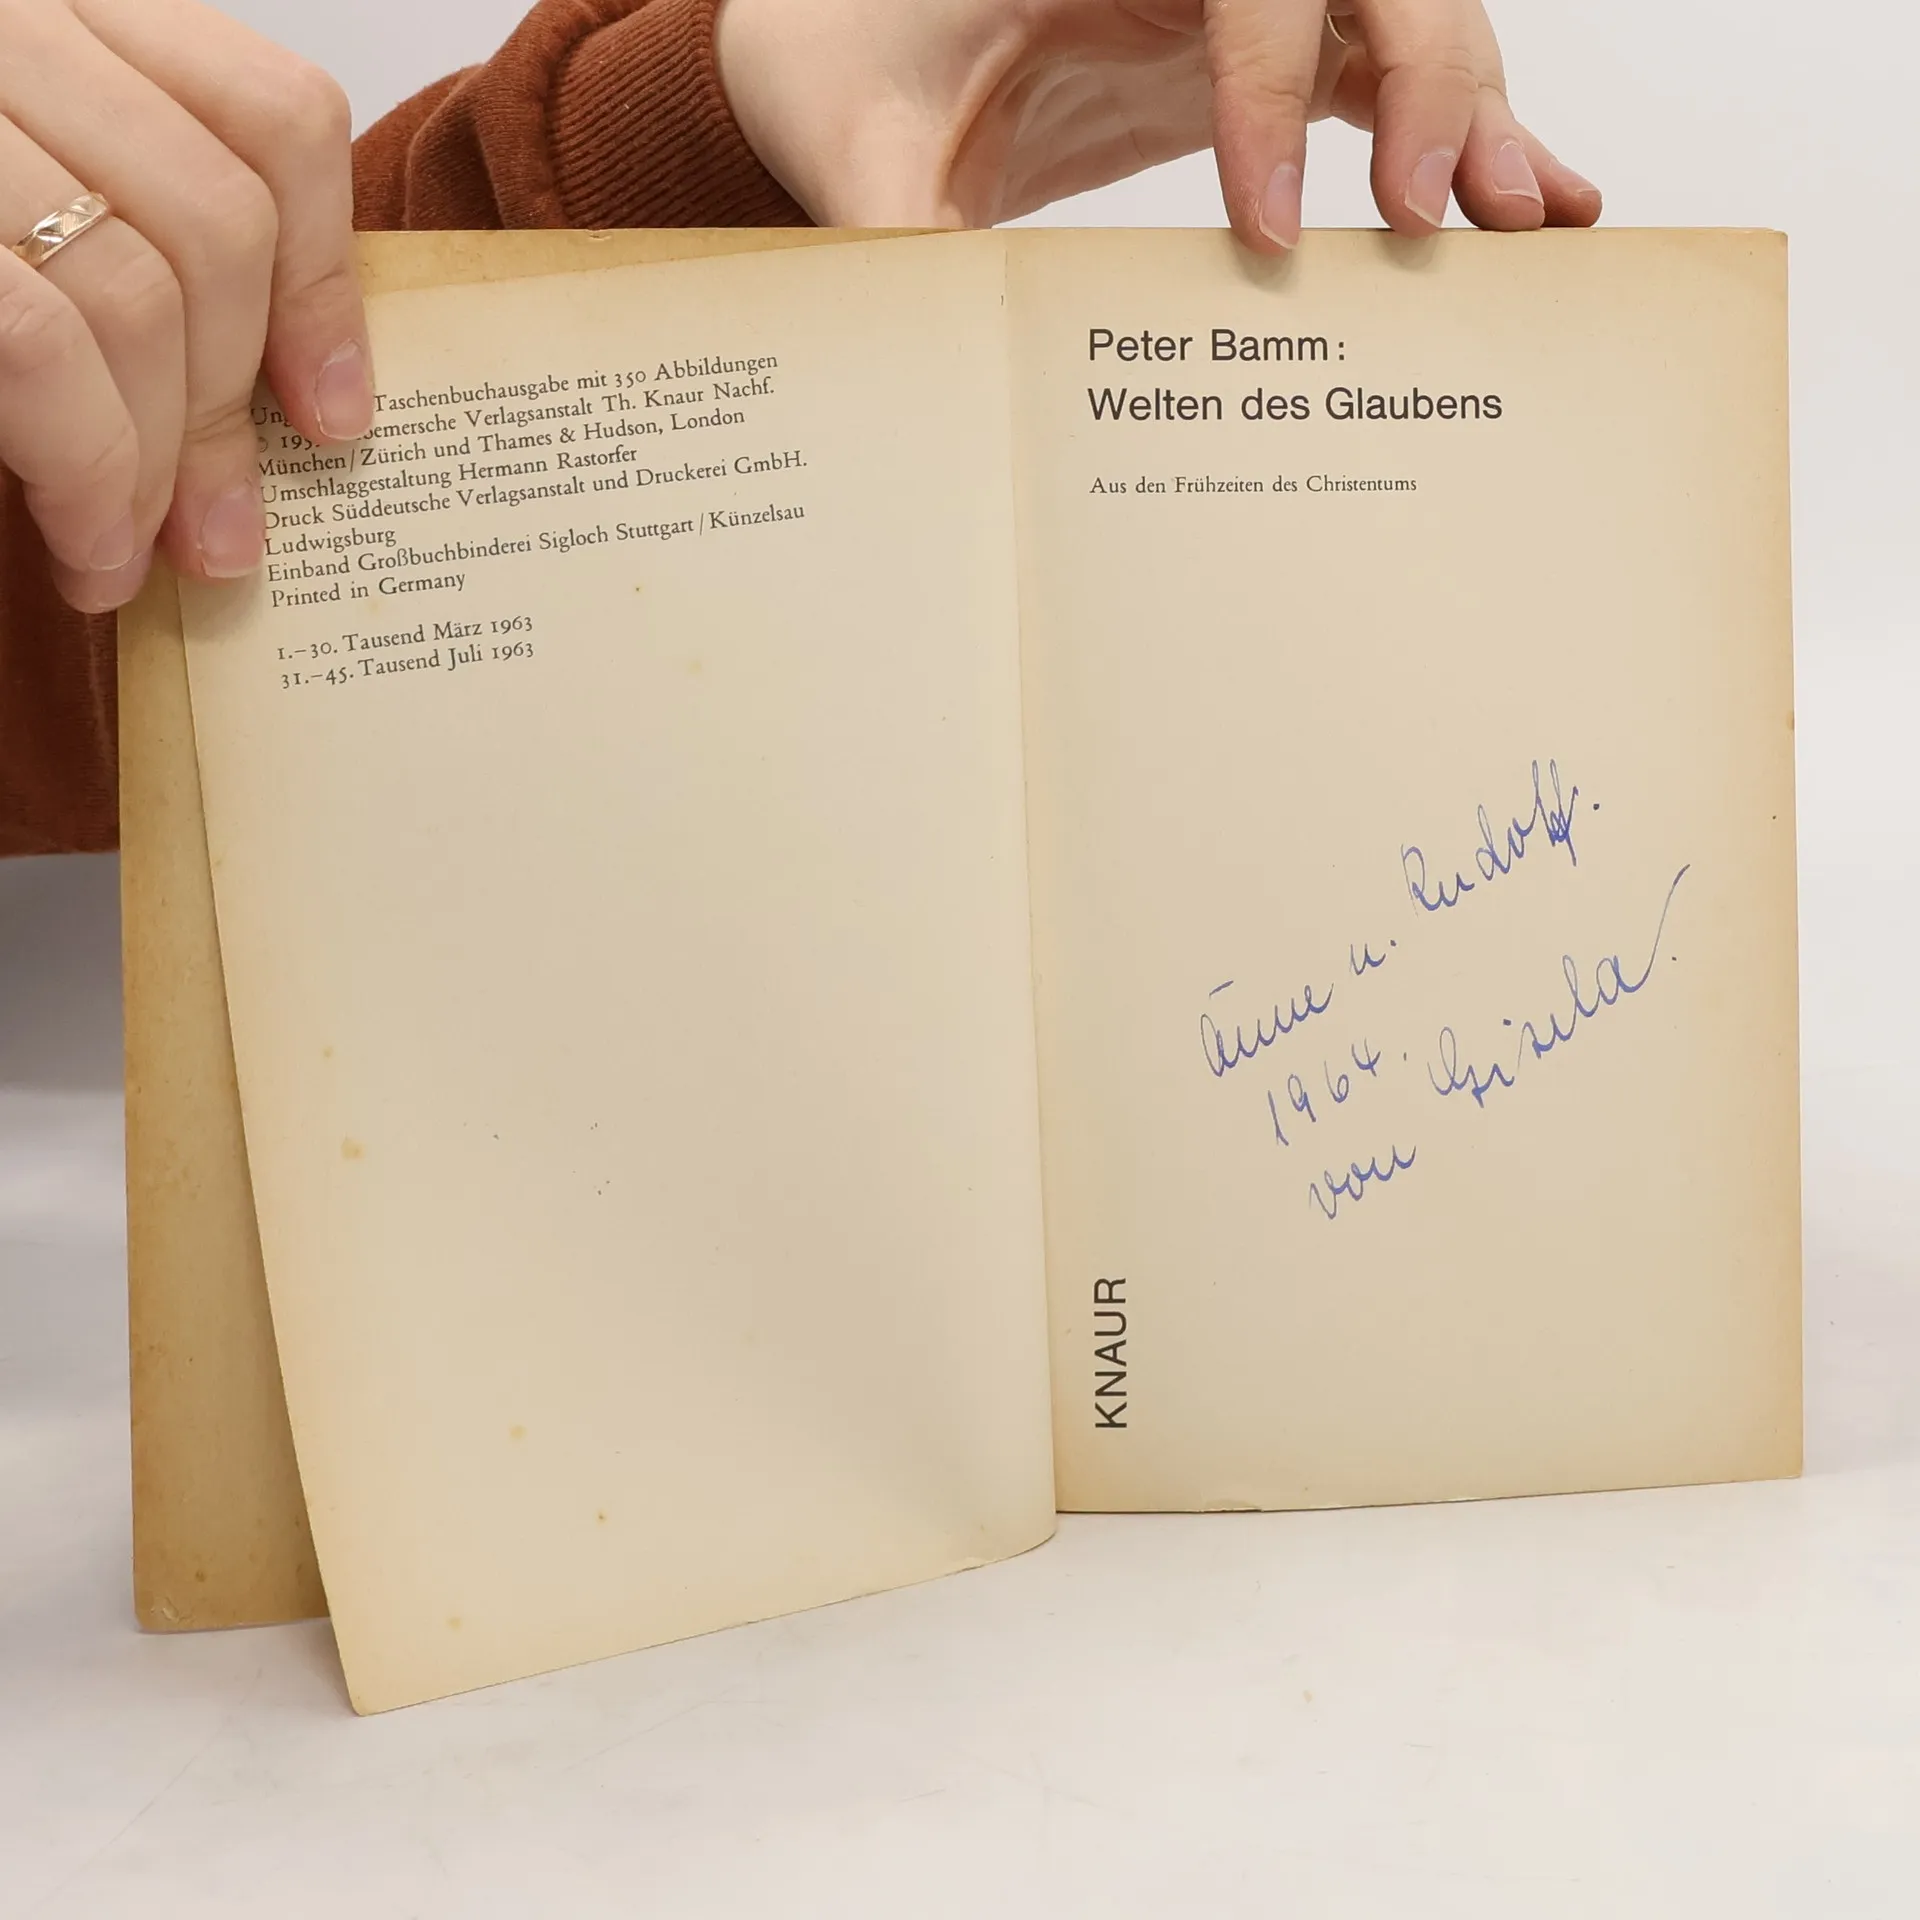 Taschenbuchausgabe mit 350 Abbildungen
© Verlagsanstalt Th. Knaur Nachf.
München/Zürich und Thames & Hudson, London
Umschlaggestaltung Hermann Rastorfer
Druck Süddeutsche Verlagsanstalt und Druckerei GmbH.
Ludwigsburg
Einband Großbuchbinderei Sigloch Stuttgart/Künzelsau
Printed in Germany
1.–30. Tausend März 1963
31.–45. Tausend Juli 1963
Peter Bamm:
Welten des Glaubens
Aus den Frühzeiten des Christentums
Änne u. Rudolf.
1964.
von Gisela.
KNAUR